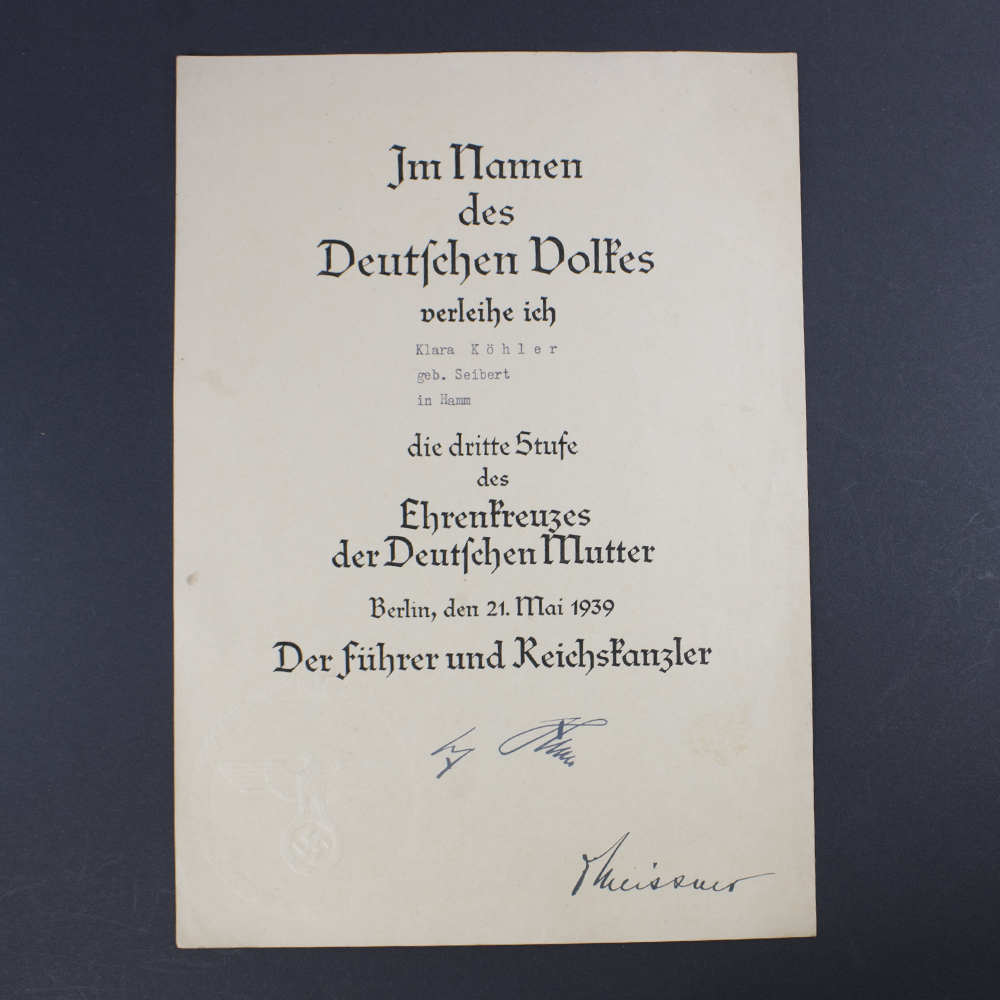 Im Namen
des
Deutschen Volkes
verleihe ich
Klara Köhler
geb. Seibert
in Hamm
die dritte Stufe
des
Ehrenkreuzes
der Deutschen Mutter
Berlin, den 21. Mai 1939
Der Führer und Reichskanzler
Meissner